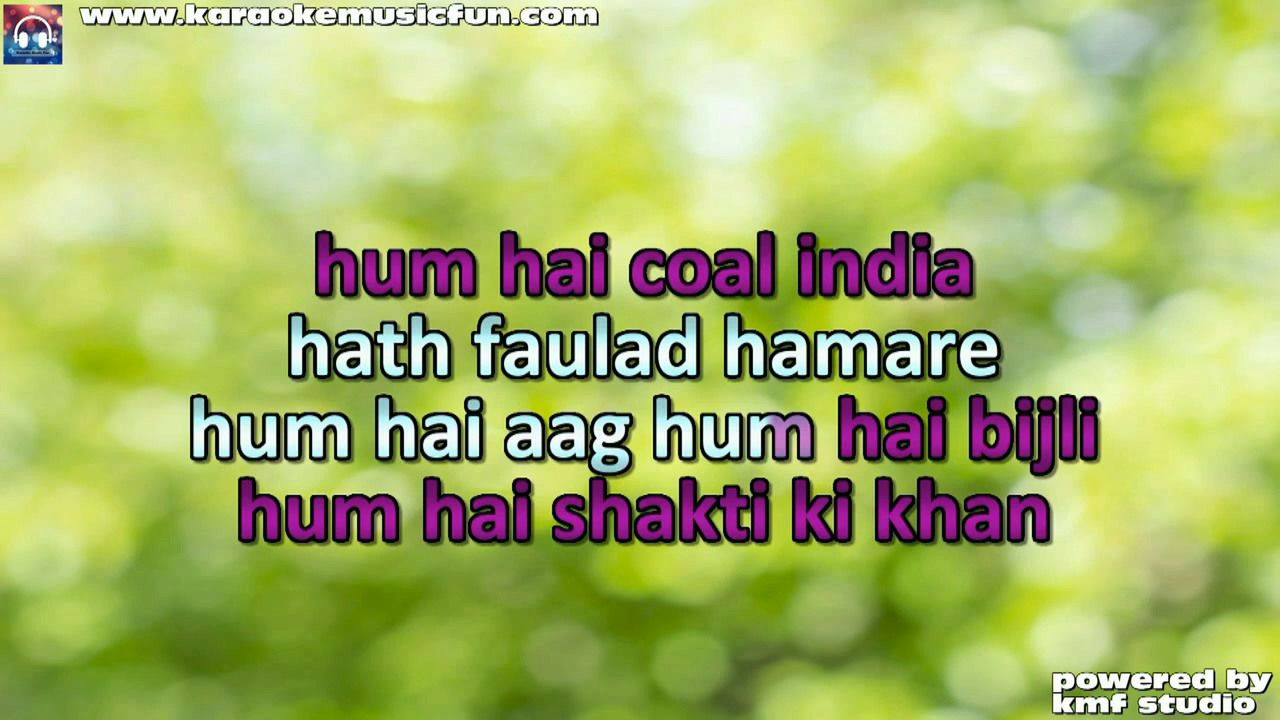 www.karaokemusicfun.com
hum hai coal india
hath faulad hamare
hum hai aag hum hai bijli
hum hai shakti ki khan
powered by
kmf studio